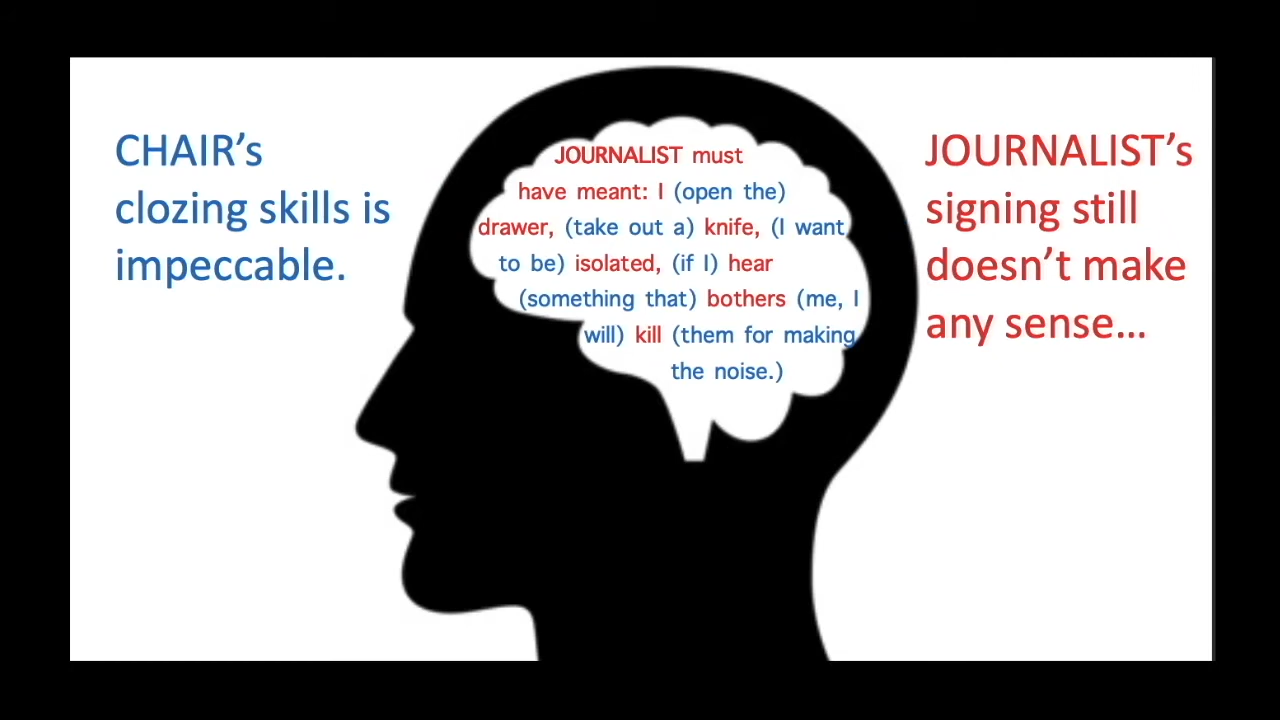 CHAIR’s
clozing skills is
impeccable.
JOURNALIST must
have meant: I (open the)
drawer, (take out a) knife, (I want
to be) isolated, (if I) hear
(something that) bothers (me, I
will) kill (them for making
the noise.)
JOURNALIST’s
signing still
doesn’t make
any sense…